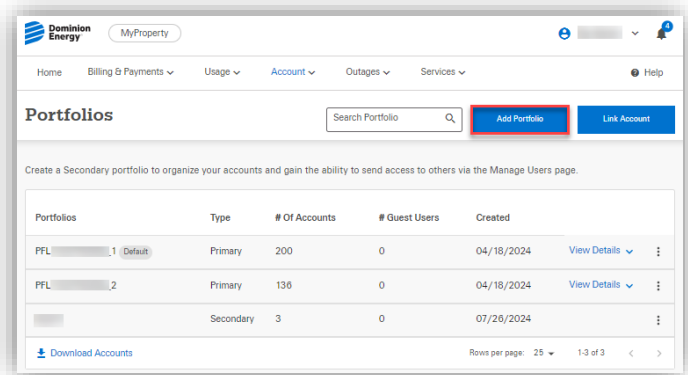 Dominion Energy MyProperty 4
Home Billing & Payments Usage Account Outages Services Help
Portfolios Search Portfolio Add Portfolio Link Account
Create a Secondary portfolio to organize your accounts and gain the ability to send access to others via the Manage Users page.
Portfolios Type # Of Accounts # Guest Users Created
PFL _1 Default Primary 200 0 04/18/2024 View Details
PFL _2 Primary 136 0 04/18/2024 View Details
Secondary 3 0 07/26/2024
Download Accounts Rows per page: 25 1-3 of 3